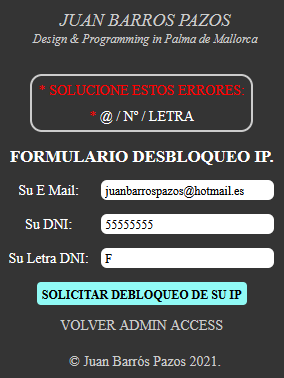 JUAN BARROS PAZOS
Design & Programming in Palma de Mallorca
* SOLUCIONE ESTOS ERRORES:
* @ / Nº / LETRA
FORMULARIO DESBLOQUEO IP.
Su E Mail: juanbarrospazos@hotmail.es
Su DNI: 55555555
Su Letra DNI: F
SOLICITAR DEBLOQUEO DE SU IP
VOLVER ADMIN ACCESS
© Juan Barrós Pazos 2021.